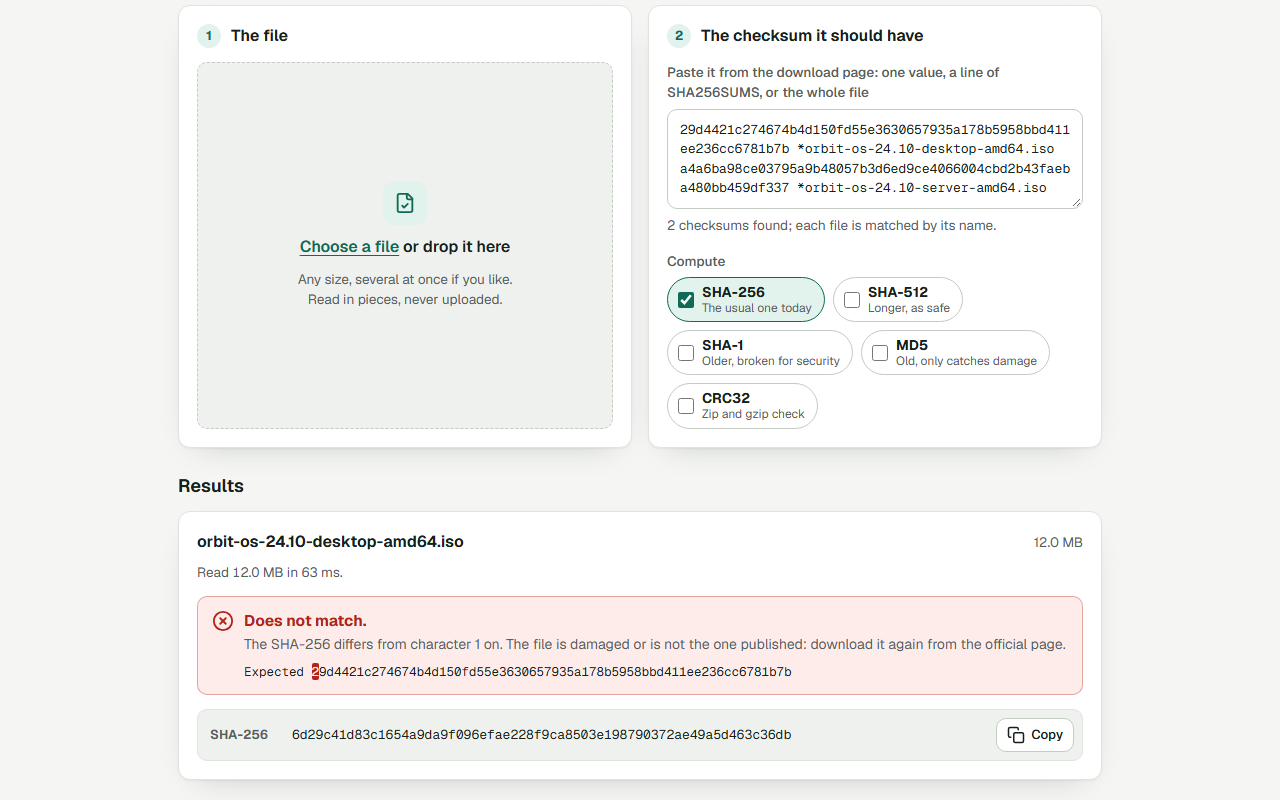 1 The file
Choose a file or drop it here
Any size, several at once if you like.
Read in pieces, never uploaded.
2 The checksum it should have
Paste it from the download page: one value, a line of
SHA256SUMS, or the whole file
29d4421c274674b4d150fd55e3630657935a178b5958bbd411
ee236cc6781b7b *orbit-os-24.10-desktop-amd64.iso
a4a6ba98ce03795a9b48057b3d6ed9ce4066004cbd2b43faeb
a480bb459df337 *orbit-os-24.10-server-amd64.iso
2 checksums found; each file is matched by its name.
Compute
SHA-256
The usual one today
SHA-512
Longer, as safe
SHA-1
Older, broken for security
MD5
Old, only catches damage
CRC32
Zip and gzip check
Results
orbit-os-24.10-desktop-amd64.iso
12.0 MB
Read 12.0 MB in 63 ms.
Does not match.
The SHA-256 differs from character 1 on. The file is damaged or is not the one published: download it again from the official page.
Expected 29d4421c274674b4d150fd55e3630657935a178b5958bbd411ee236cc6781b7b
SHA-256 6d29c41d83c1654a9da9f096efae228f9ca8503e198790372ae49a5d463c36db
Copy